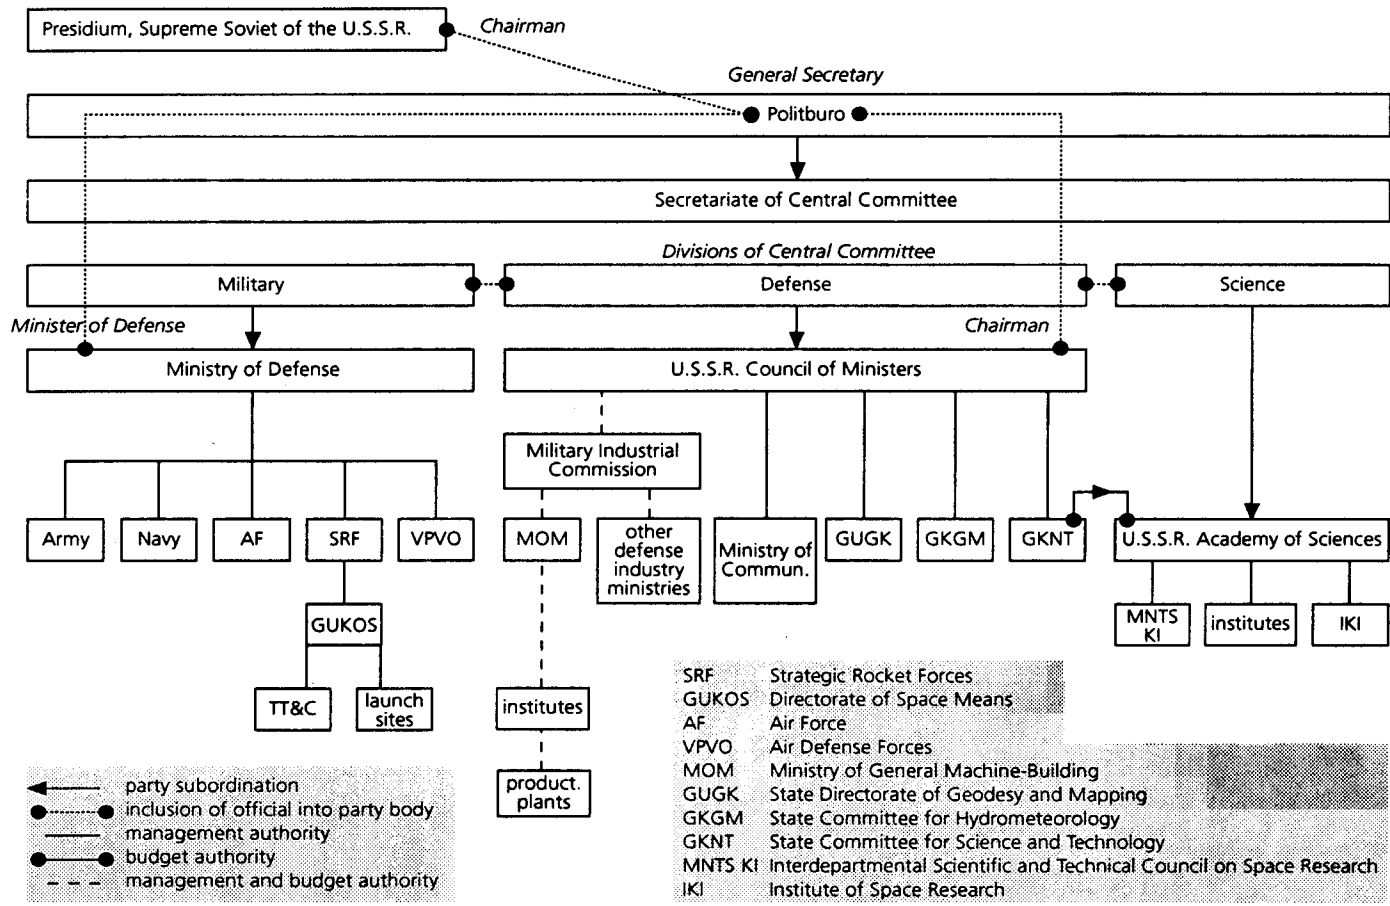 Presidium, Supreme Soviet of the U.S.S.R.
Chairman
General Secretary
Politburo
Secretariate of Central Committee
Divisions of Central Committee
Military
Defense
Science
Minister of Defense
Chairman
Ministry of Defense
U.S.S.R. Council of Ministers
Military Industrial
Commission
Army
Navy
AF
SRF
VPVO
MOM
other
defense
industry
ministries
Ministry of
Commun.
GUGK
GKGM
GKNT
U.S.S.R. Academy of Sciences
GUKOS
MNTS
KI
institutes
IKI
TT&C
launch
sites
institutes
product.
plants
party subordination
inclusion of official into party body
management authority
budget authority
management and budget authority
SRF Strategic Rocket Forces
GUKOS Directorate of Space Means
AF Air Force
VPVO Air Defense Forces
MOM Ministry of General Machine-Building
GUGK State Directorate of Geodesy and Mapping
GKGM State Committee for Hydrometeorology
GKNT State Committee for Science and Technology
MNTS KI Interdepartmental Scientific and Technical Council on Space Research
IKI Institute of Space Research